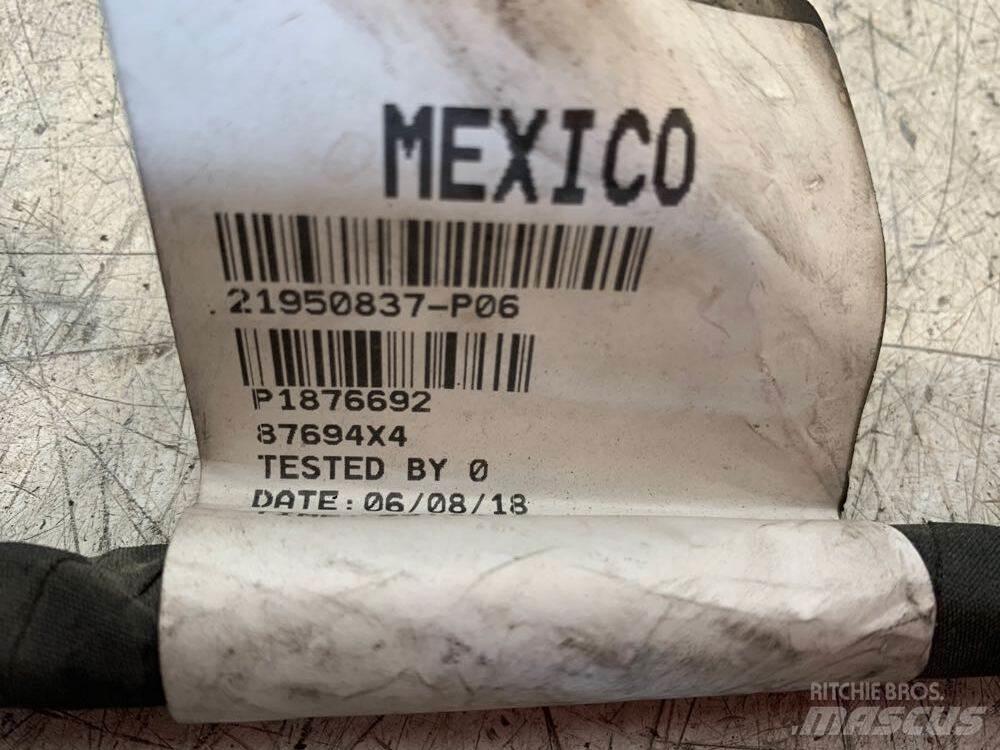 MEXICO
21950837-P06
P1876692
87694X4
TESTED BY 0
DATE:06/08/18
RITCHIE BROS.
MASCUS